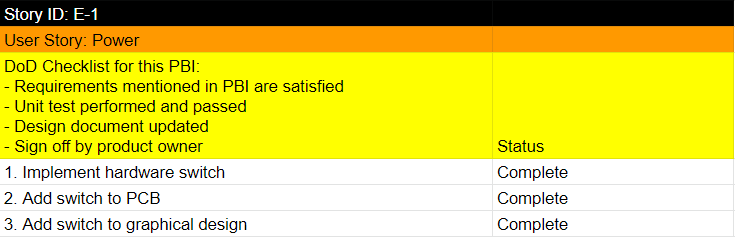 Story ID: E-1
User Story: Power
DoD Checklist for this PBI:
- Requirements mentioned in PBI are satisfied
- Unit test performed and passed
- Design document updated
- Sign off by product owner Status
1. Implement hardware switch Complete
2. Add switch to PCB Complete
3. Add switch to graphical design Complete